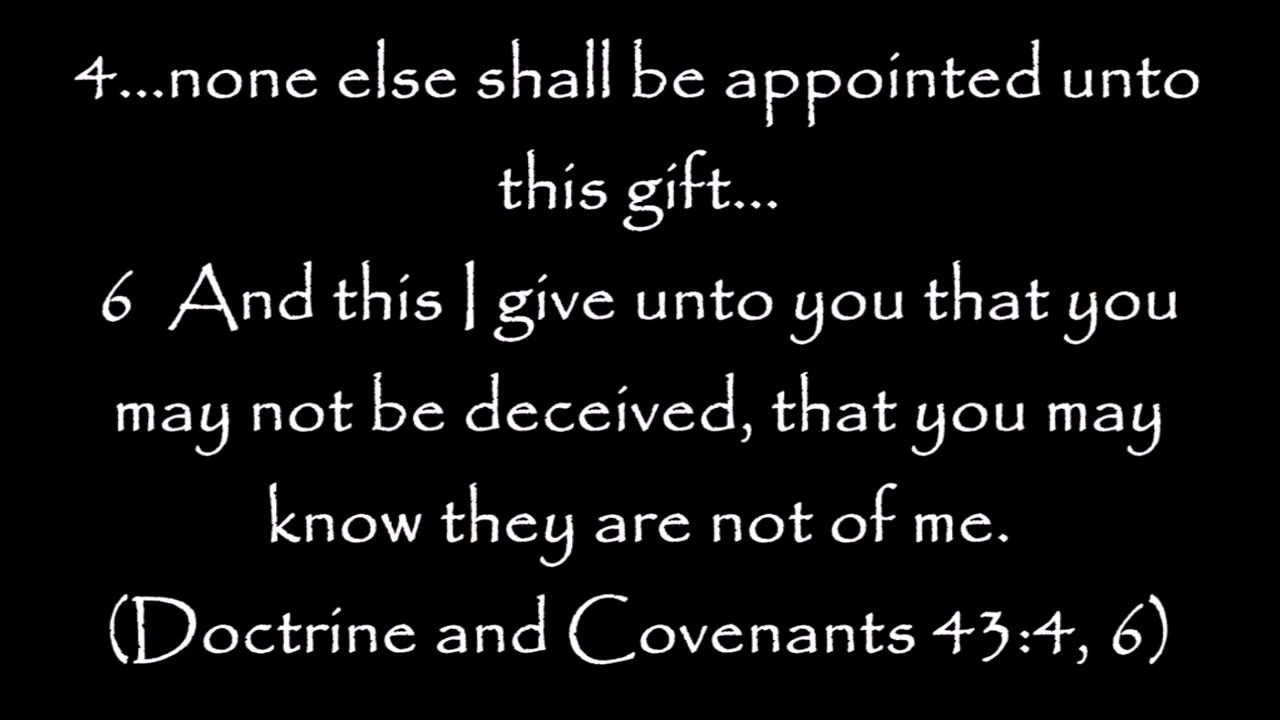 4...none else shall be appointed unto
this gift...
6 And this I give unto you that you
may not be deceived, that you may
know they are not of me.
(Doctrine and Covenants 43:4, 6)